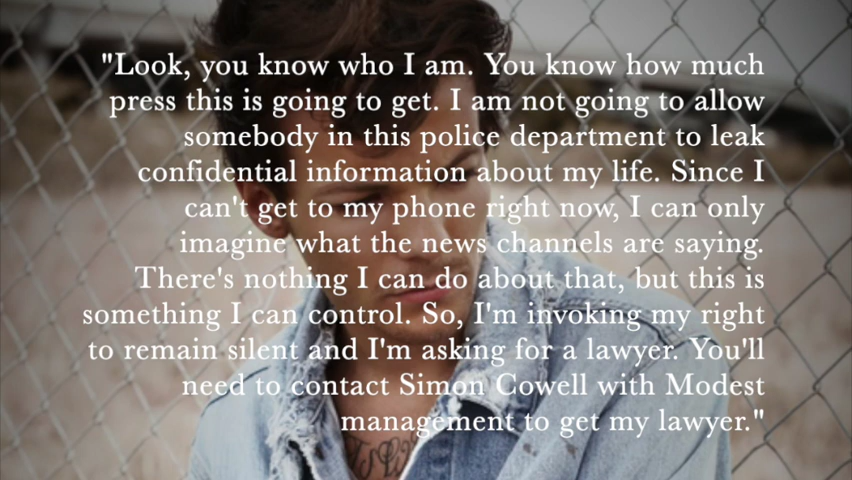 "Look, you know who I am. You know how much
press this is going to get. I am not going to allow
somebody in this police department to leak
confidential information about my life. Since I
can't get to my phone right now, I can only
imagine what the news channels are saying.
There's nothing I can do about that, but this is
something I can control. So, I'm invoking my right
to remain silent and I'm asking for a lawyer. You'll
need to contact Simon Cowell with Modest
management to get my lawyer."